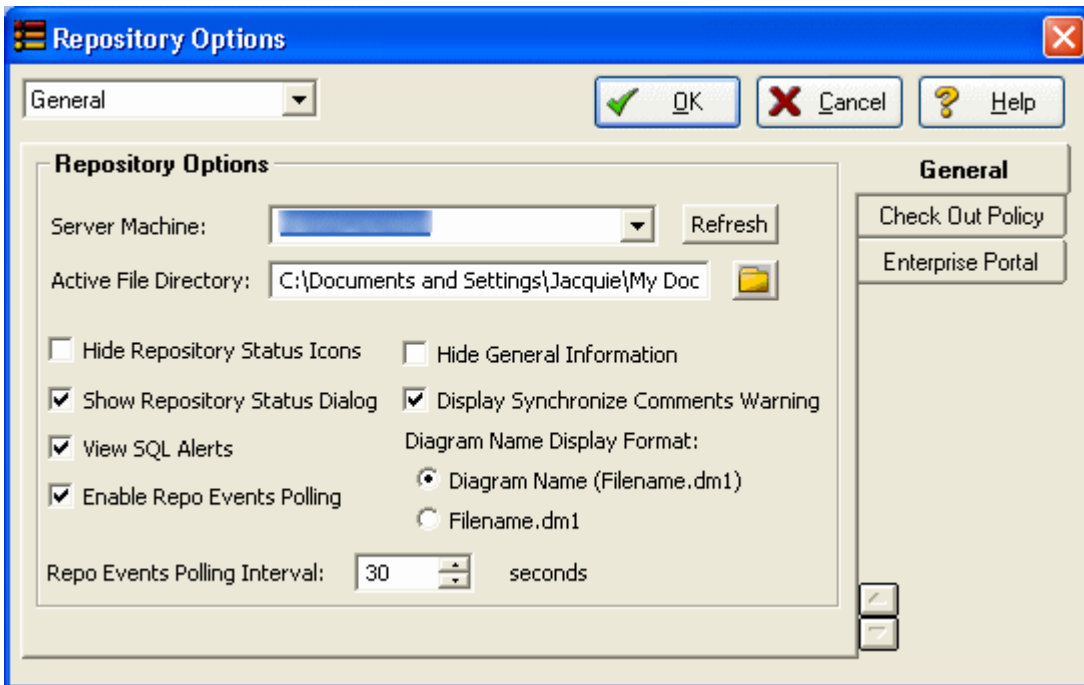 Repository Options
General
OK
Cancel
Help
Repository Options
Server Machine:
Refresh
Active File Directory:
C:\Documents and Settings\Jacquie\My Doc
Hide Repository Status Icons
Hide General Information
Show Repository Status Dialog
Display Synchronize Comments Warning
View SQL Alerts
Diagram Name Display Format:
Enable Repo Events Polling
Diagram Name (Filename.dm1)
Filename.dm1
Repo Events Polling Interval:
30
seconds
General
Check Out Policy
Enterprise Portal